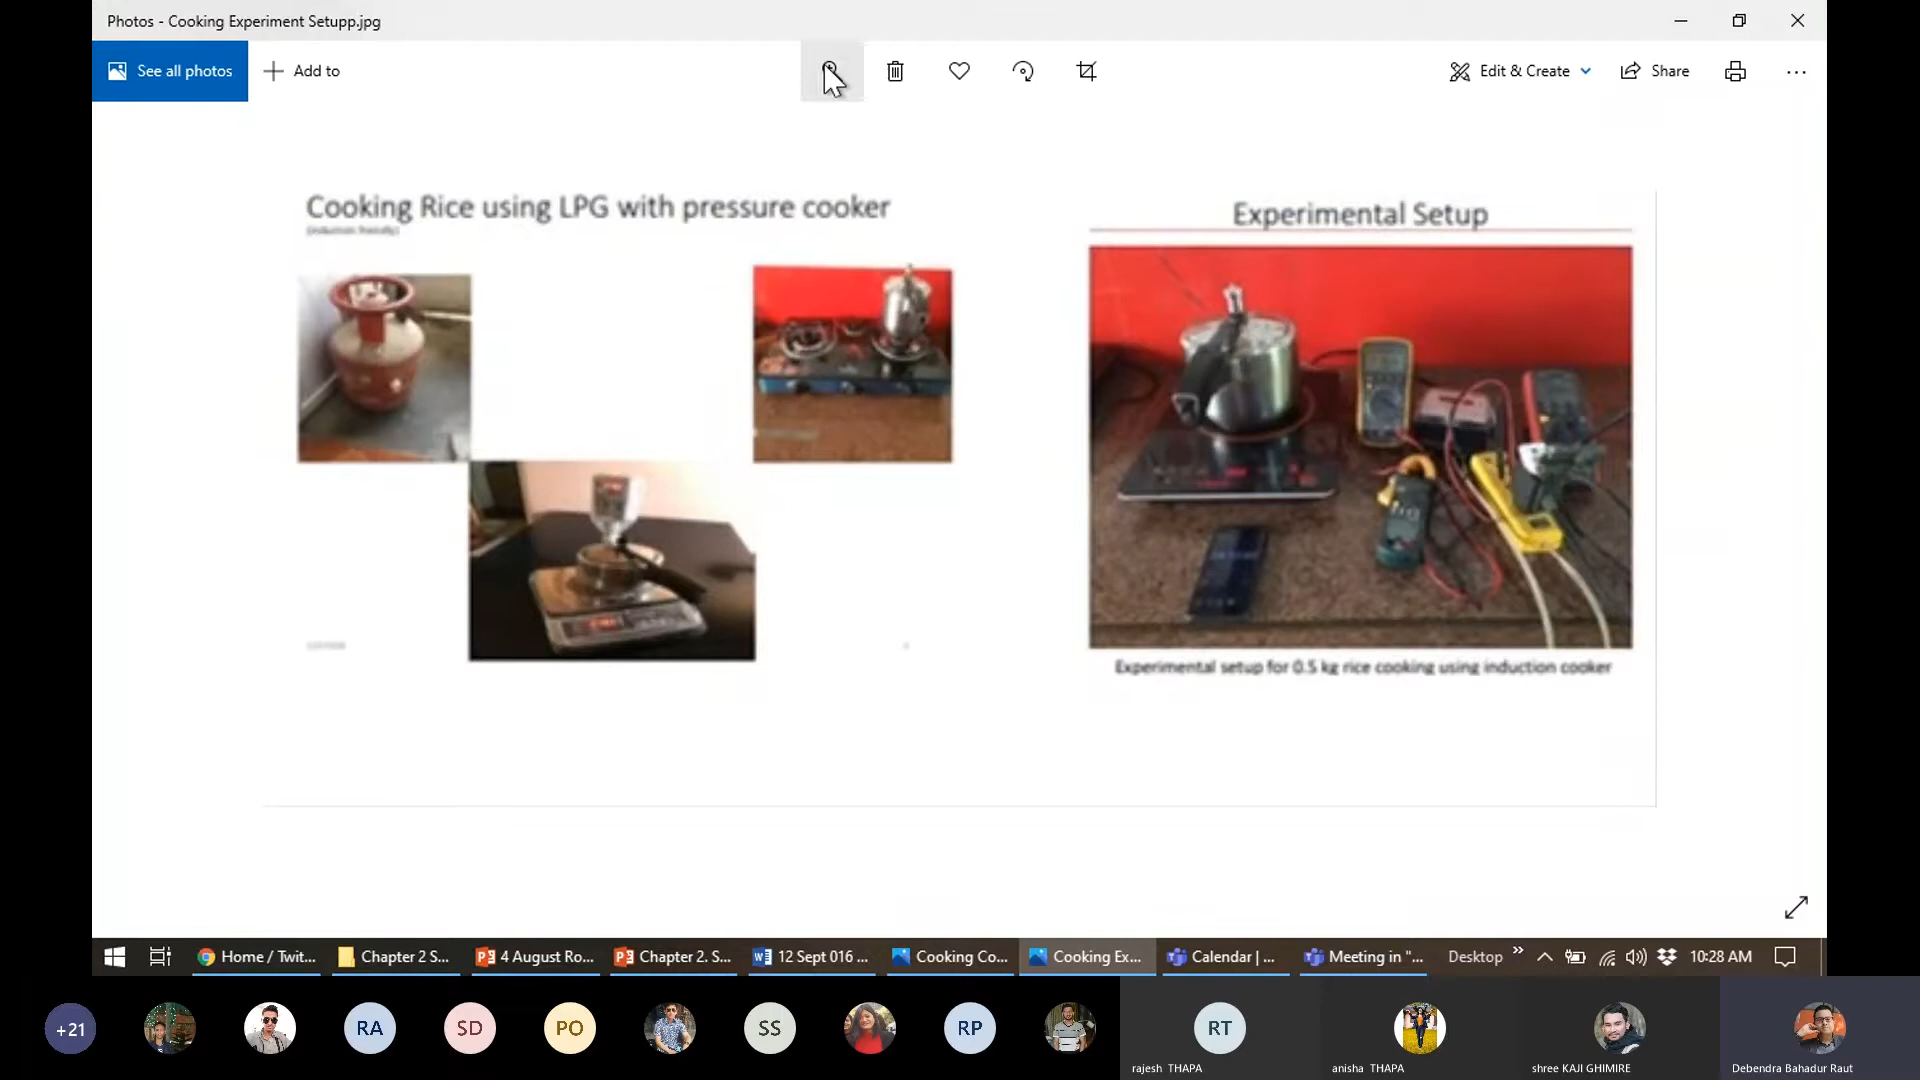 Photos - Cooking Experiment Setupp.jpg
See all photos
Add to
Edit & Create
Share
Cooking Rice using LPG with pressure cooker
(induction friendly)
Experimental Setup
Experimental setup for 0.5 kg rice cooking using induction cooker
Home / Twit...
Chapter 2 S...
4 August Ro...
Chapter 2. S...
12 Sept 016 ...
Cooking Co...
Cooking Ex...
Calendar | ...
Meeting in "...
Desktop
10:28 AM
+21
RA
SD
PO
SS
RP
RT
rajesh THAPA
anisha THAPA
shree KAJI GHIMIRE
Debendra Bahadur Raut